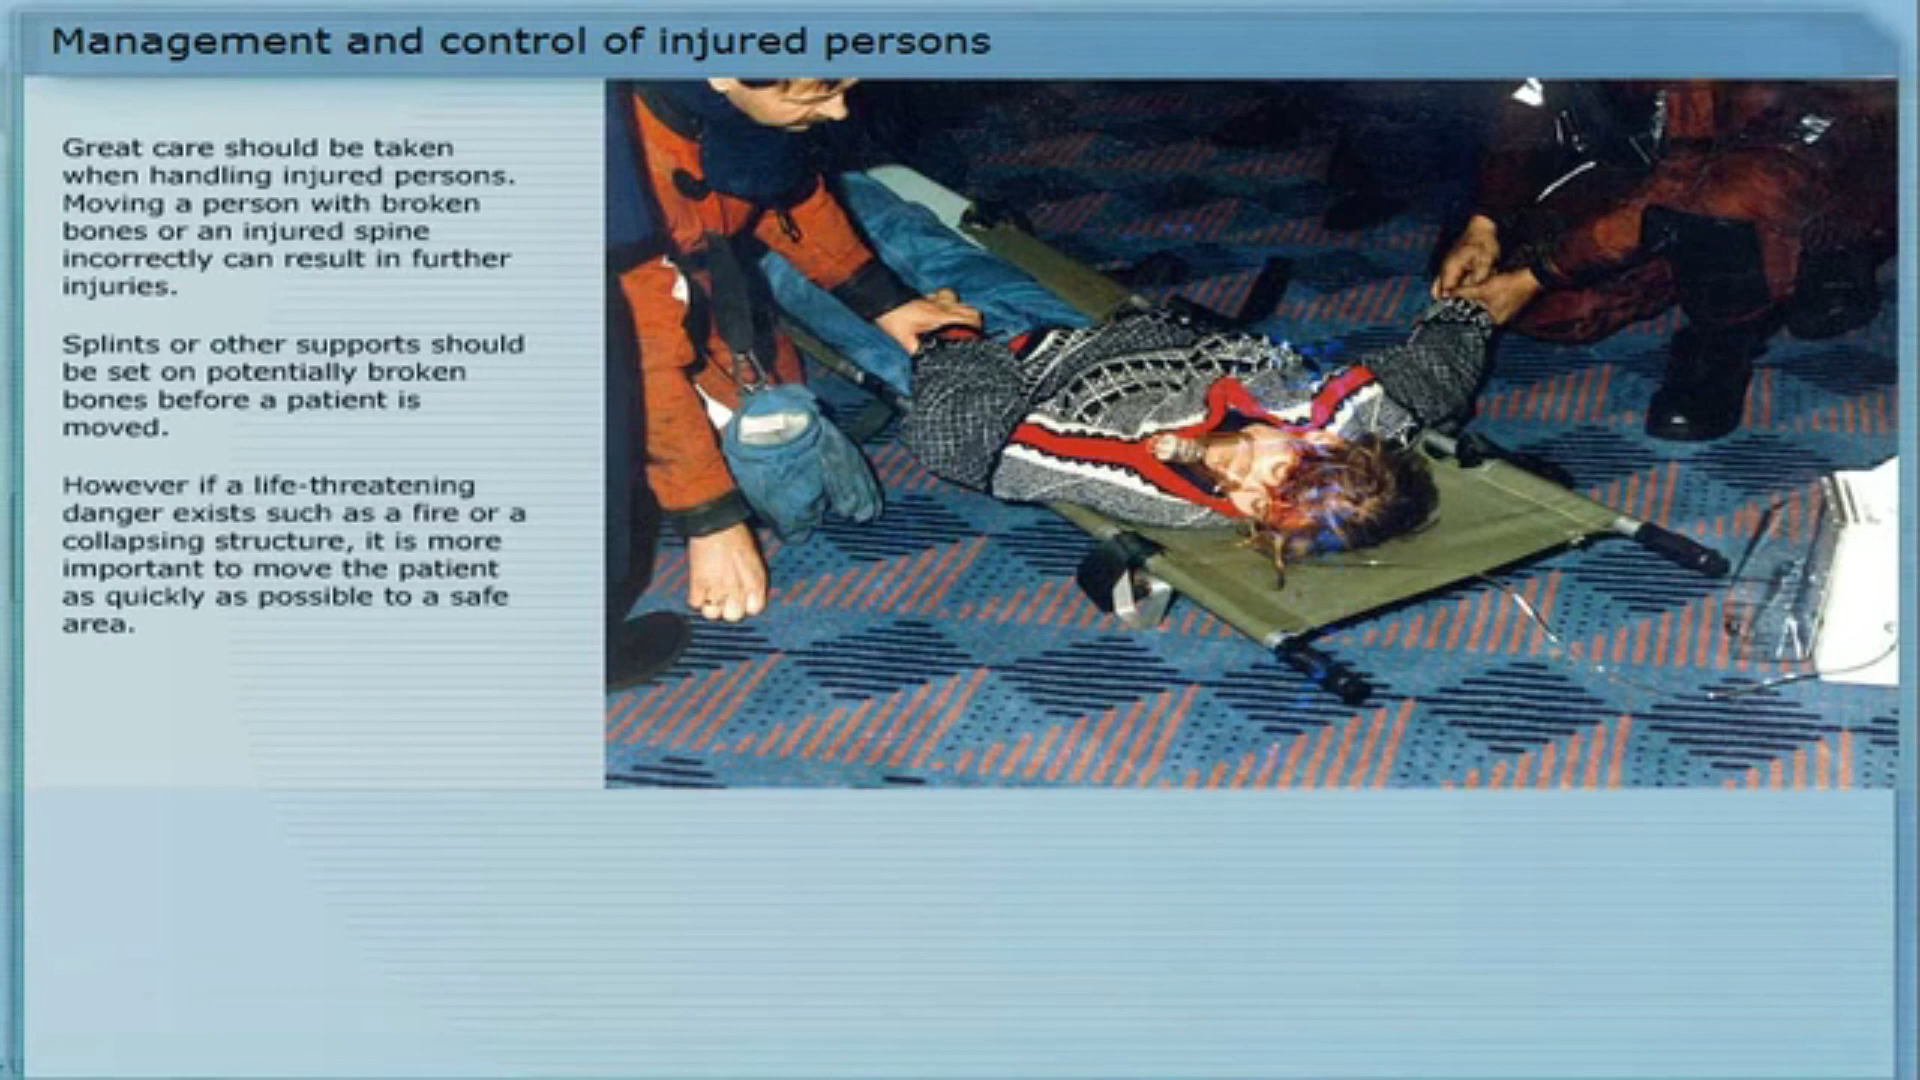 Management and control of injured persons
Great care should be taken
when handling injured persons.
Moving a person with broken
bones or an injured spine
incorrectly can result in further
injuries.
Splints or other supports should
be set on potentially broken
bones before a patient is
moved.
However if a life-threatening
danger exists such as a fire or a
collapsing structure, it is more
important to move the patient
as quickly as possible to a safe
area.